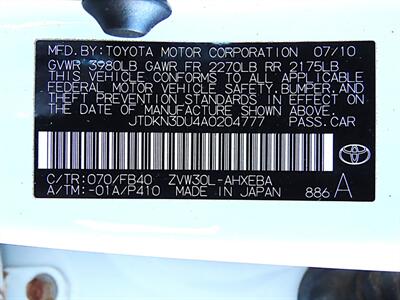 MFD.BY:TOYOTA MOTOR CORPORATION 07/10
GVWR 3980LB GAWR FR 2270LB RR 2175LB
THIS VEHICLE CONFORMS TO ALL APPLICABLE
FEDERAL MOTOR VEHICLE SAFETY,BUMPER,AND
THEFT PREVENTION STANDARDS IN EFFECT ON
THE DATE OF MANUFACTURE SHOWN ABOVE.
JTDKN3DU4A0204777 PASS.CAR
C/TR:070/FB40 ZVW30L-AHXEBA
A/TM:-01A/P410 MADE IN JAPAN 886 A
TOYOTA